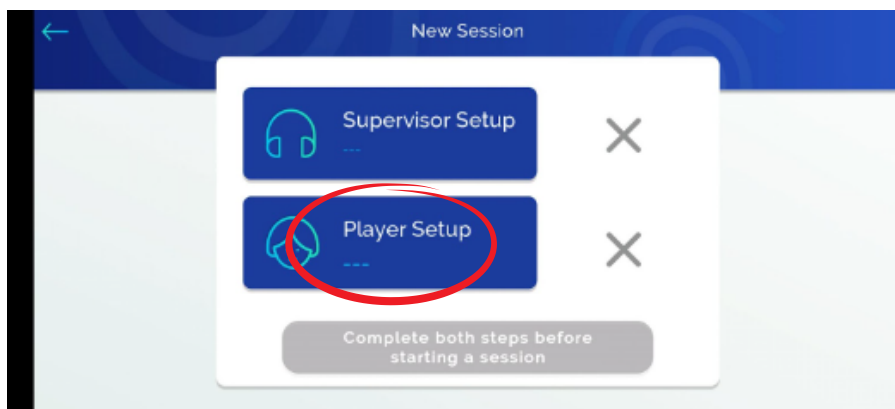 New Session
Supervisor Setup
---
Player Setup
---
Complete both steps before
starting a session